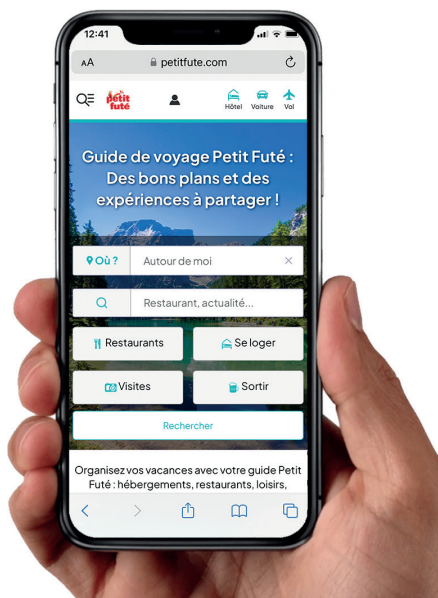 12:41
AA petitfute.com
petit futé
Hôtel Voiture Vol
Guide de voyage Petit Futé :
Des bons plans et des
expériences à partager !
Où ? Autour de moi ×
Restaurant, actualité...
Restaurants Se loger
Visites Sortir
Rechercher
Organisez vos vacances avec votre guide Petit
Futé : hébergements, restaurants, loisirs,